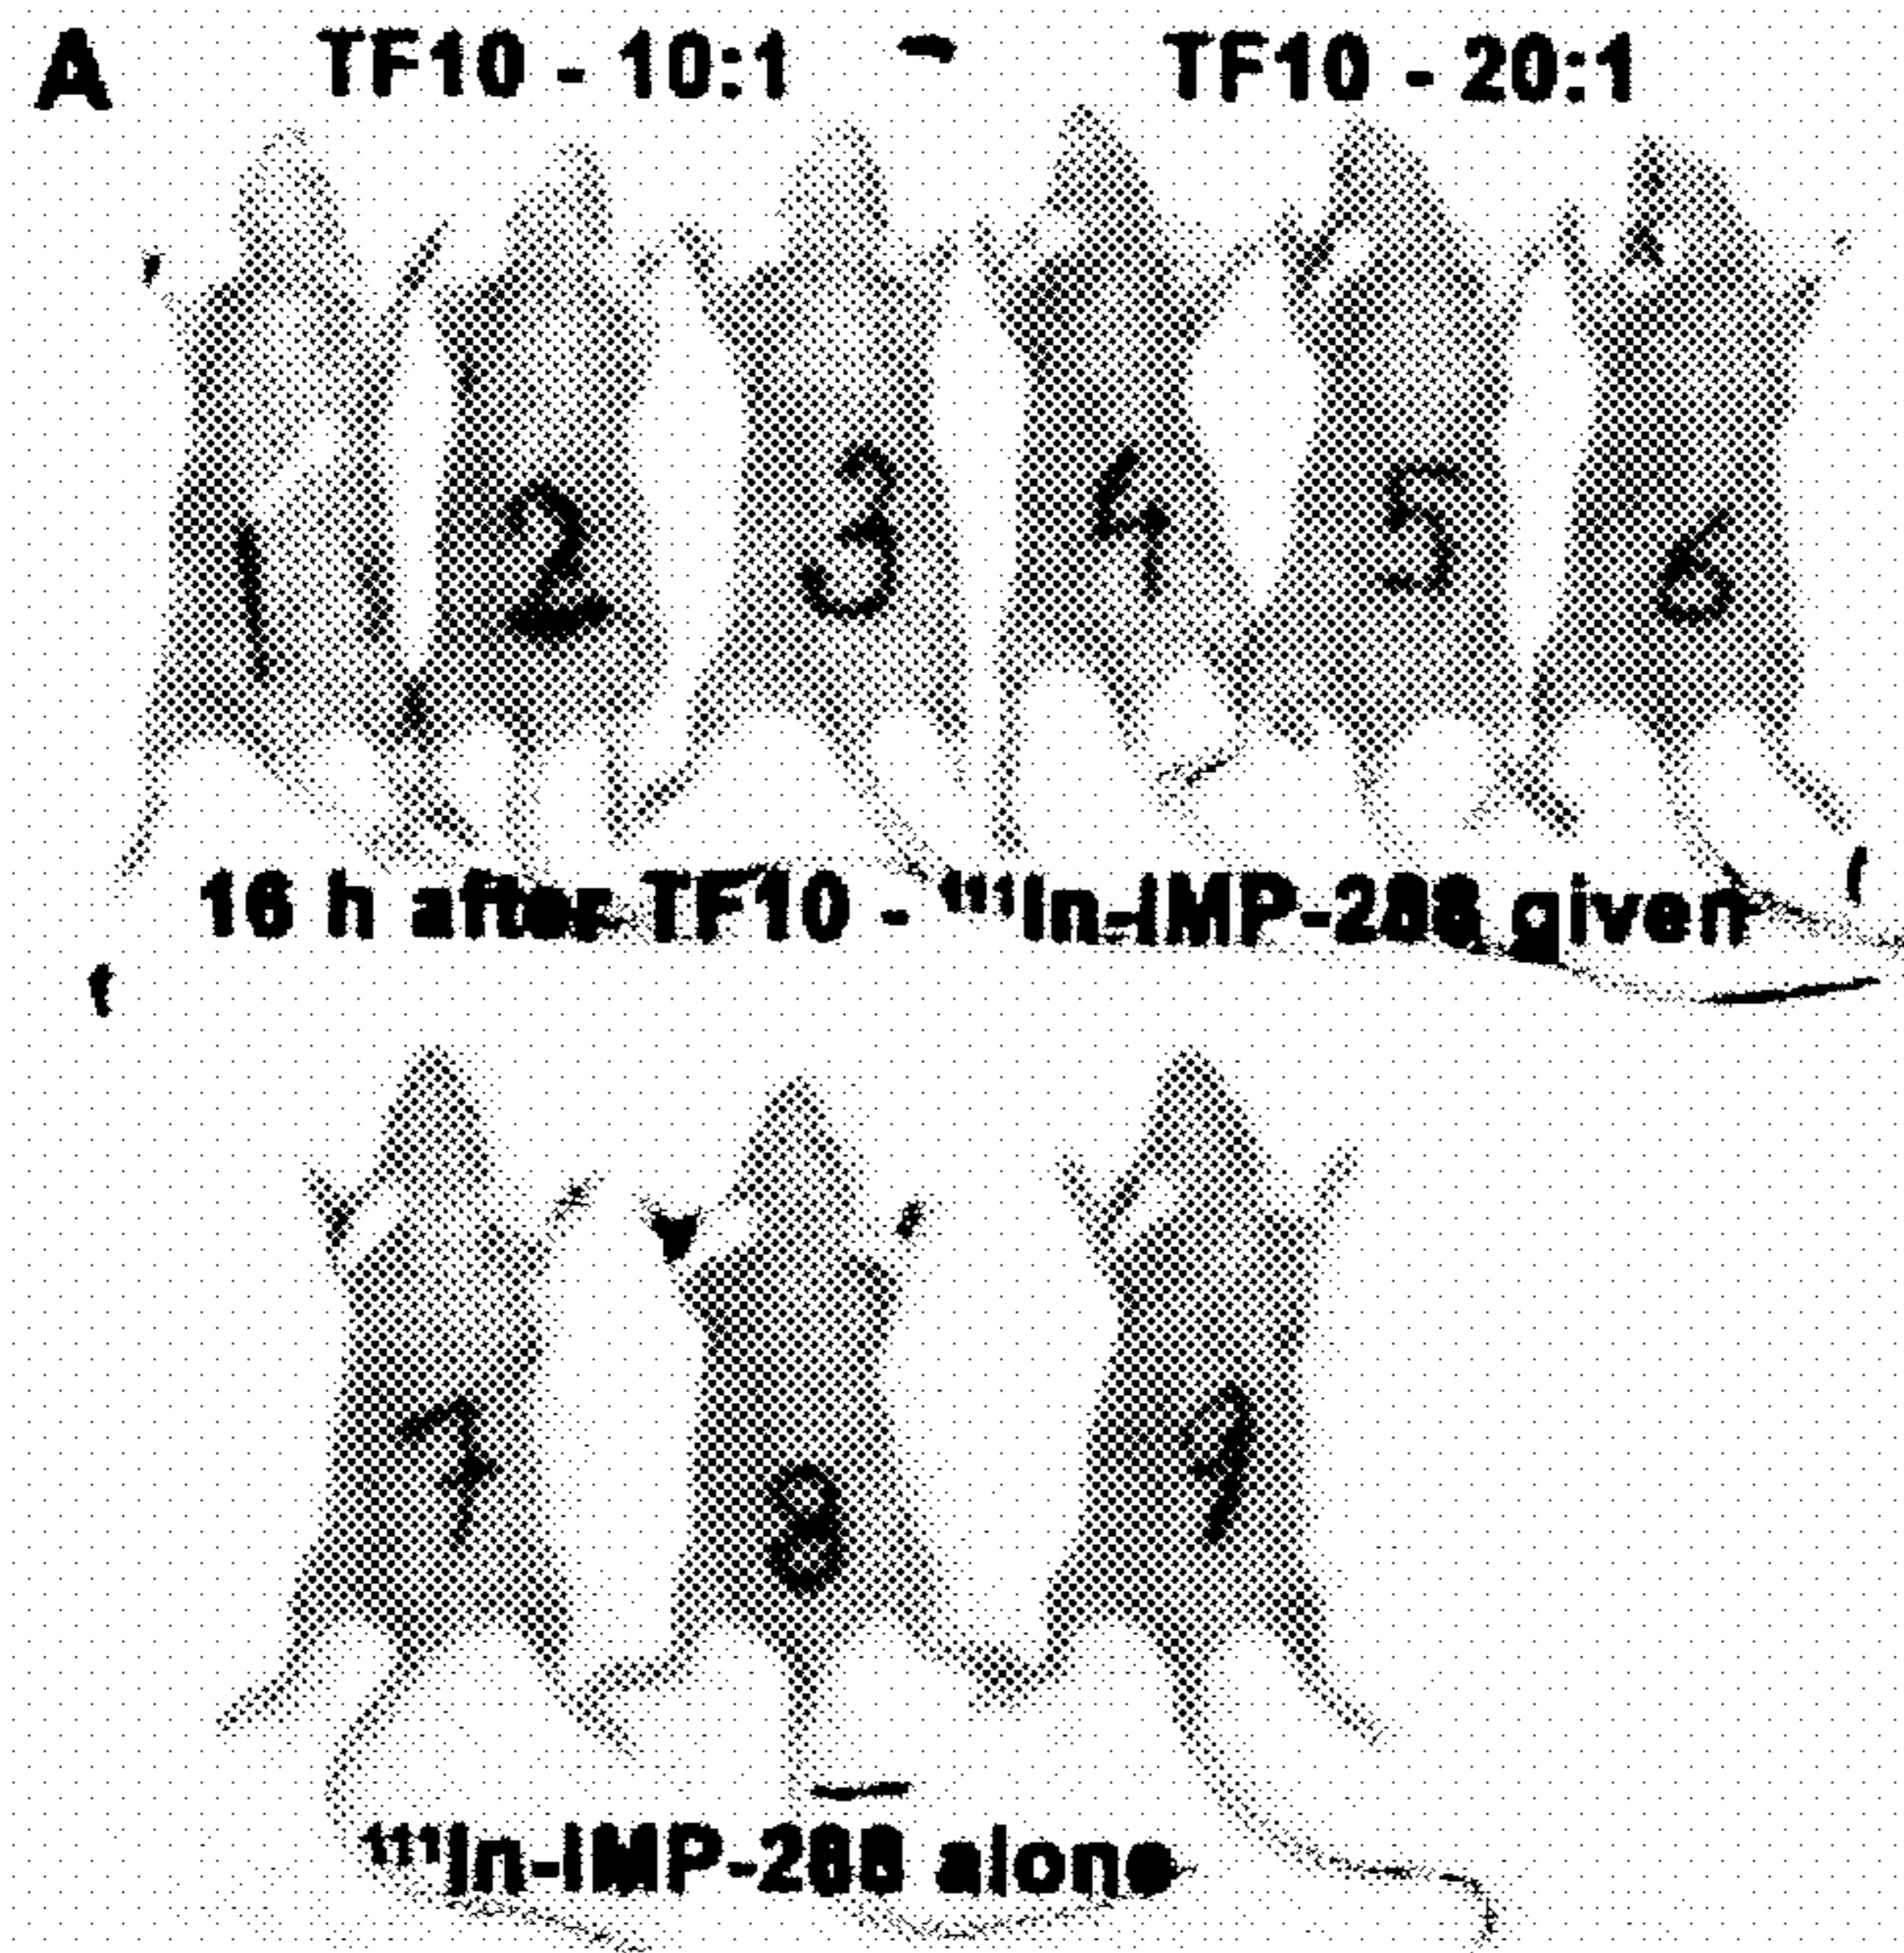 A TF10 - 10:1 TF10 - 20:1
1 2 3 4 5 6
16 h after TF10 - ¹¹¹In-IMP-288 given
7 8 9
¹¹¹In-IMP-288 alone